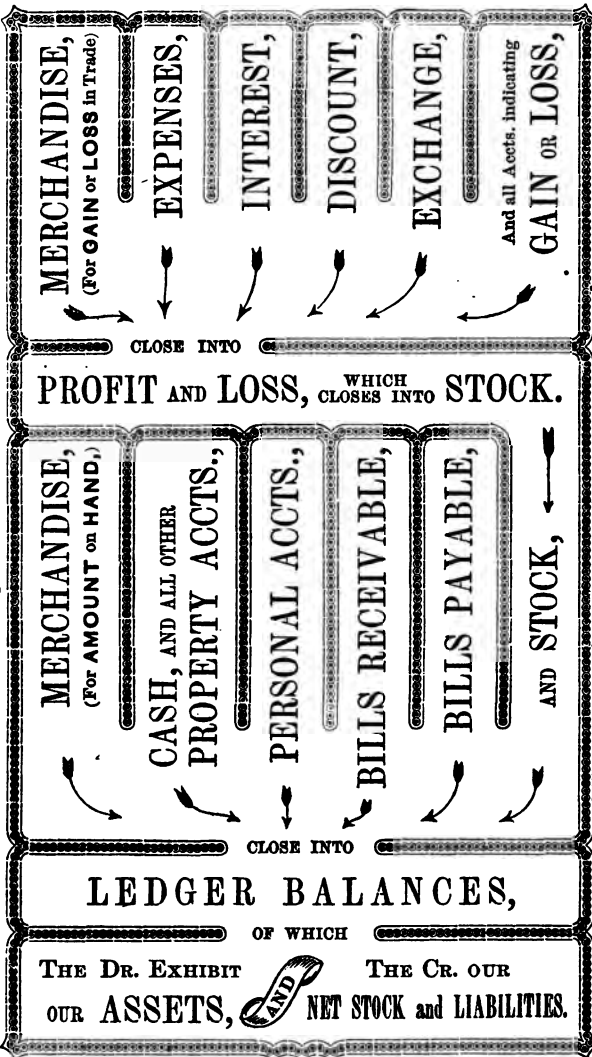 MERCHANDISE,
(For GAIN or LOSS in Trade)
EXPENSES,
INTEREST,
DISCOUNT,
EXCHANGE,
And all Accts. indicating
GAIN OR LOSS,
CLOSE INTO
PROFIT AND LOSS, WHICH CLOSES INTO STOCK.
MERCHANDISE,
(For AMOUNT on HAND,)
CASH, AND ALL OTHER
PROPERTY ACCTS.,
PERSONAL ACCTS.,
BILLS RECEIVABLE,
BILLS PAYABLE,
AND STOCK,
CLOSE INTO
LEDGER BALANCES,
OF WHICH
THE DR. EXHIBIT
OUR ASSETS,
AND
THE CR. OUR
NET STOCK and LIABILITIES.